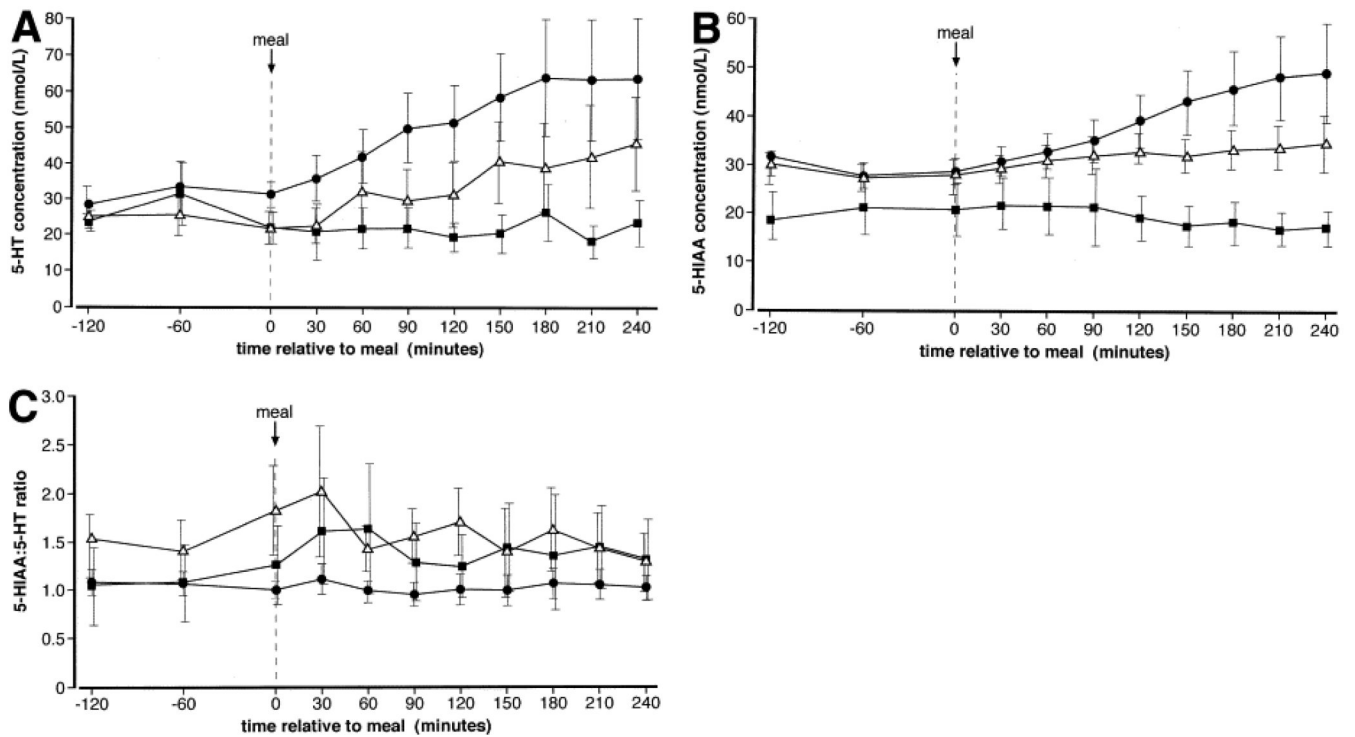 A
5-HT concentration (nmol/L)
80
70
60
50
40
30
20
10
0
meal
-120 -60 0 30 60 90 120 150 180 210 240
time relative to meal (minutes)
B
5-HIAA concentration (nmol/L)
60
50
40
30
20
10
0
meal
-120 -60 0 30 60 90 120 150 180 210 240
time relative to meal (minutes)
C
5-HIAA:5-HT ratio
3.0
2.5
2.0
1.5
1.0
0.5
0
meal
-120 -60 0 30 60 90 120 150 180 210 240
time relative to meal (minutes)